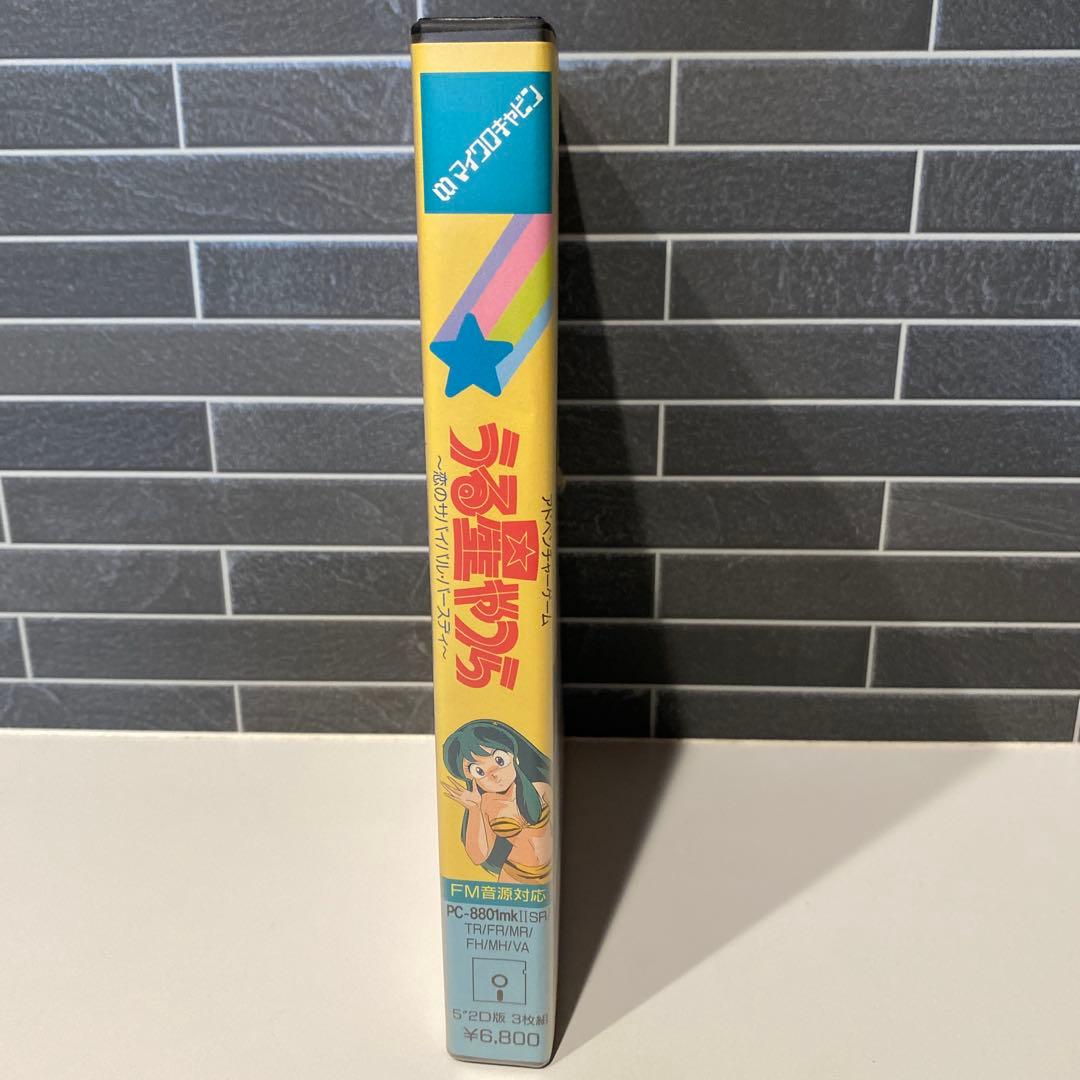 マイクロキャビン
アドベンチャーゲーム
うる星やつら
～恋のサバイバル・バースディ～
FM音源対応
PC-8801mkIISR/
TR/FR/MR/
FH/MH/VA
5"2D版 3枚組
¥6,800